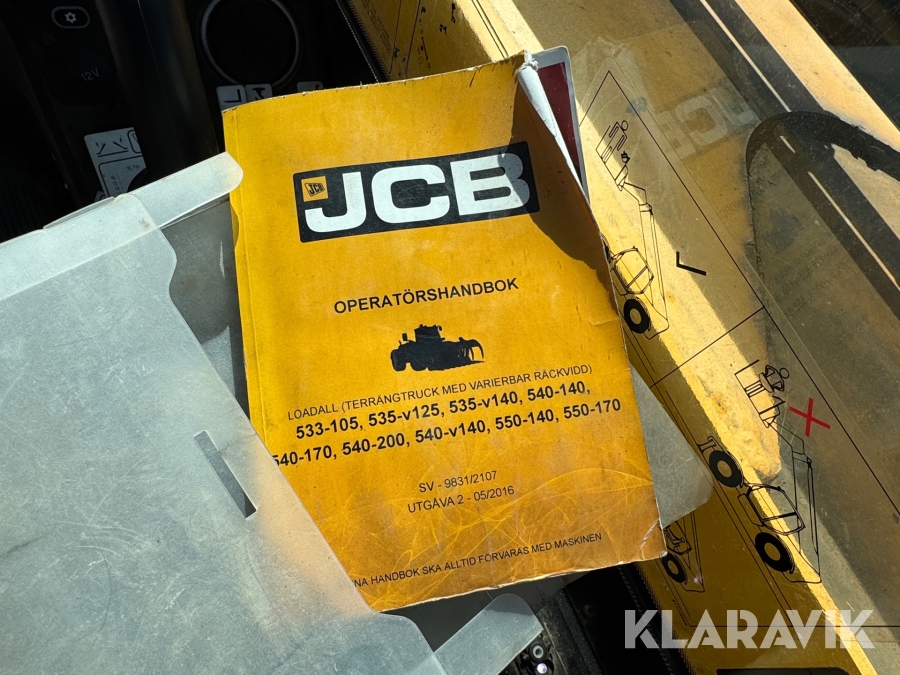 12V
JCB
JCB
OPERATÖRSHANDBOK
LOADALL (TERRÄNGTRUCK MED VARIERBAR RÄCKVIDD)
533-105, 535-v125, 535-v140, 540-140,
540-170, 540-200, 540-v140, 550-140, 550-170
SV - 9831/2107
UTGÅVA 2 - 05/2016
HANDBOK SKA ALLTID FÖRVARAS MED MASKINEN
KLARAVIK